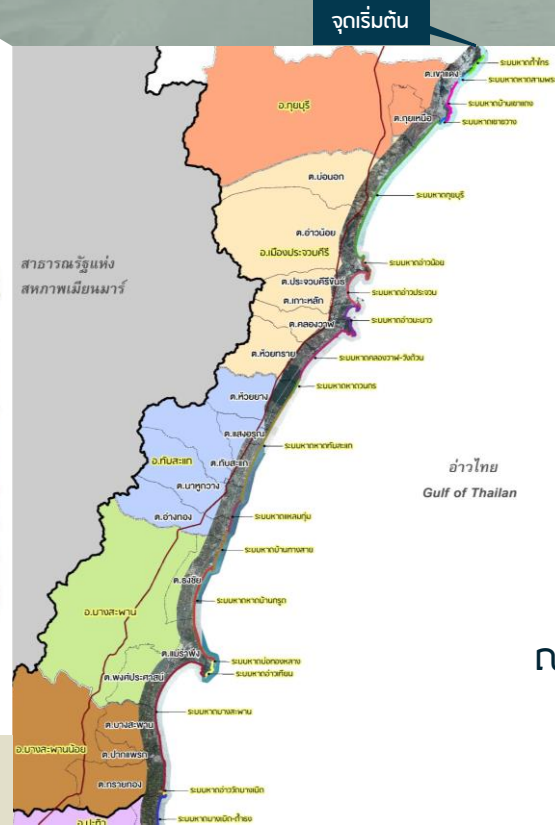 จุดเริ่มต้น
ระบบหาดถ้ำไทร
ต.เขาแดง
ระบบหาดหาดสามพระ
อ.กุยบุรี
ระบบหาดบ้านเขาแดง
ต.กุยเหนือ
ระบบหาดเขาขวาง
ต.บ่อนอก
ระบบหาดกุยบุรี
ต.อ่าวน้อย
อ.เมืองประจวบคีรี
ระบบหาดอ่าวน้อย
สาธารณรัฐแห่ง
สหภาพเมียนมาร์
ต.ประจวบคีรีขันธ์
ระบบหาดอ่าวประจวบ
ต.เกาะหลัก
ต.คลองวาฬ
ระบบหาดอ่าวมะนาว
ต.ห้วยทราย
ระบบหาดคลองวาฬ-วังด้วน
ระบบหาดหาดวนกร
ต.ห้วยยาง
ต.แสงอรุณ
ระบบหาดหาดทับสะแก
อ.ทับสะแก
ต.ทับสะแก
อ่าวไทย
Gulf of Thailan
ต.นาหูกวาง
ต.อ่างทอง
ระบบหาดแหลมกุ่ม
ระบบหาดบ้านทางสาย
ต.ธงชัย
อ.บางสะพาน
ระบบหาดบ้านกรูด
ต.แม่รำพึง
ระบบหาดบ่อทองหลาง
ต.พงศ์ประศาสน์
ระบบหาดอ่าวเทียน
ณ
ต.บางสะพาน
ระบบหาดบางสะพาน
อ.บางสะพานน้อย
ต.ปากแพรก
ต.ทรายทอง
ระบบหาดอ่าววัดบางเบิด
อ.ปะทิว
ระบบหาดบางเบิด-ถ้ำธง